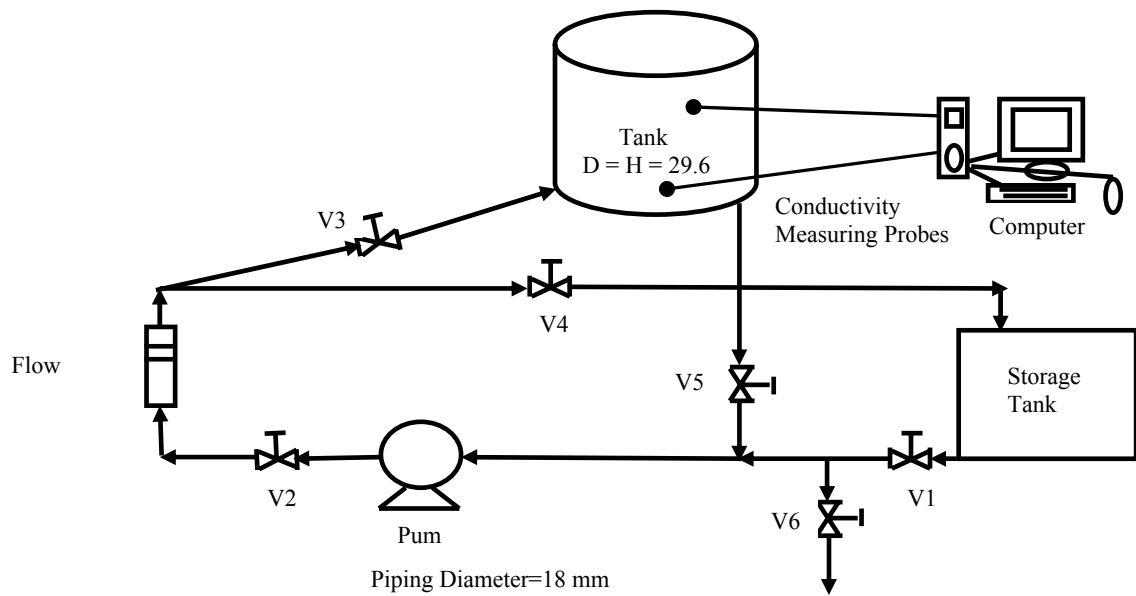 Tank
D = H = 29.6
V3
Conductivity
Measuring Probes
Computer
V4
Flow
V5
Storage
Tank
V2
V1
V6
Pum
Piping Diameter=18 mm